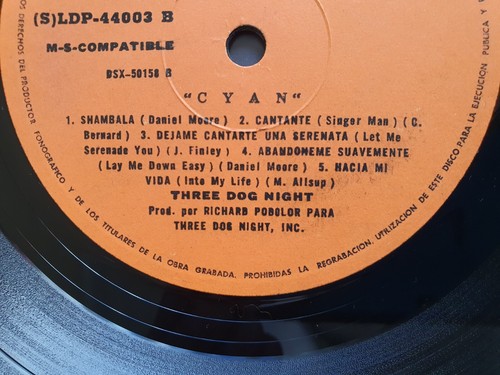 (S)LDP-44003 B
M-S-COMPATIBLE
DSX-50158 B
"CYAN"
1. SHAMBALA (Daniel Moore) 2. CANTANTE (Singer Man) (C.
Bernard) 3. DEJAME CANTARTE UNA SERENATA (Let Me
Serenade You) (J. Finley) 4. ABANDONEME SUAVEMENTE
(Lay Me Down Easy) (Daniel Moore) 5. HACIA MI
VIDA (Into My Life) (M. Allsup)
THREE DOG NIGHT
Prod. por RICHARD PODOLOR PARA
THREE DOG NIGHT, INC.
OS DERECHOS DEL PRODUCTOR FONOGRAFICO Y DE LOS TITULARES DE LA OBRA GRABADA. PROHIBIDAS LA REGRABACION, UTILIZACION DE ESTE DISCO PARA LA EJECUCION PUBLICA Y